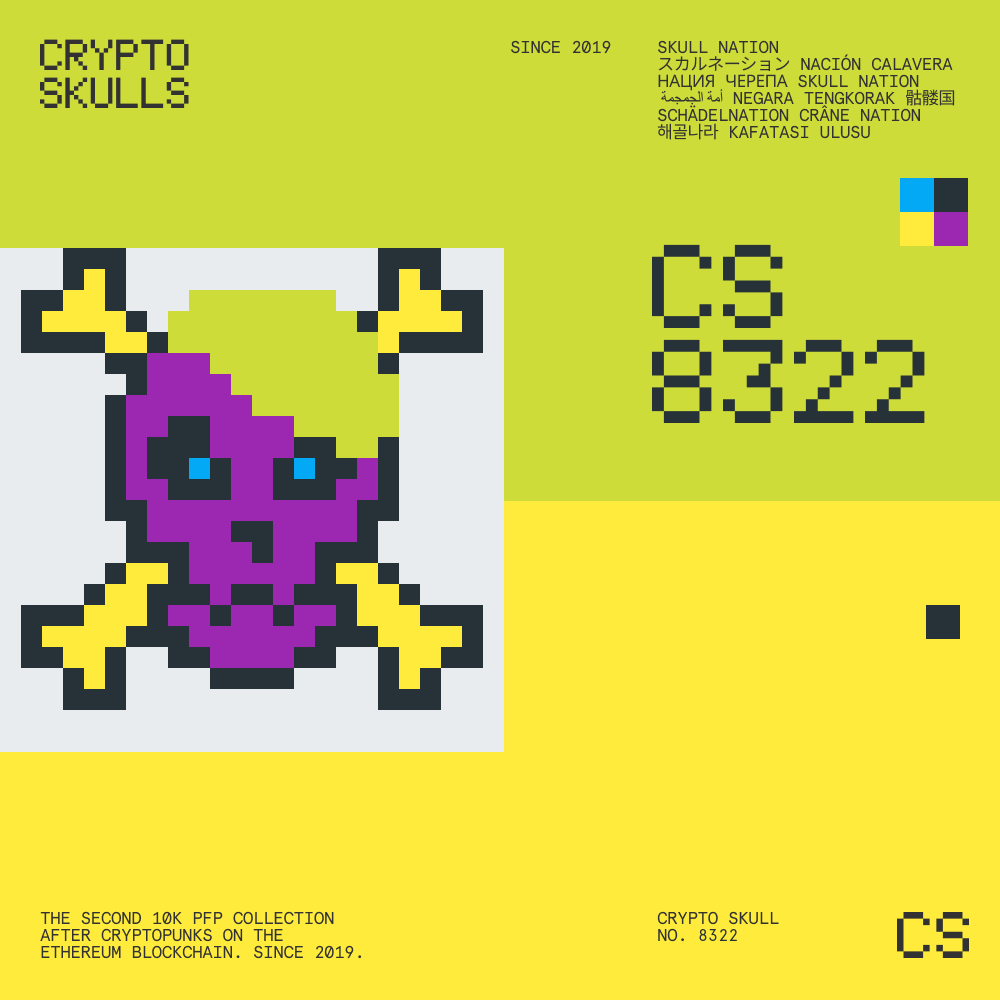 CRYPTO
SKULLS
SINCE 2019
SKULL NATION
スカルネーション NACIÓN CALAVERA
НАЦИЯ ЧЕРЕПА SKULL NATION
أمة الجمجمة NEGARA TENGKORAK 骷髅国
SCHÄDELNATION CRÂNE NATION
해골나라 KAFATASI ULUSU
CS
8322
THE SECOND 10K PFP COLLECTION
AFTER CRYPTOPUNKS ON THE
ETHEREUM BLOCKCHAIN. SINCE 2019.
CRYPTO SKULL
NO. 8322
CS